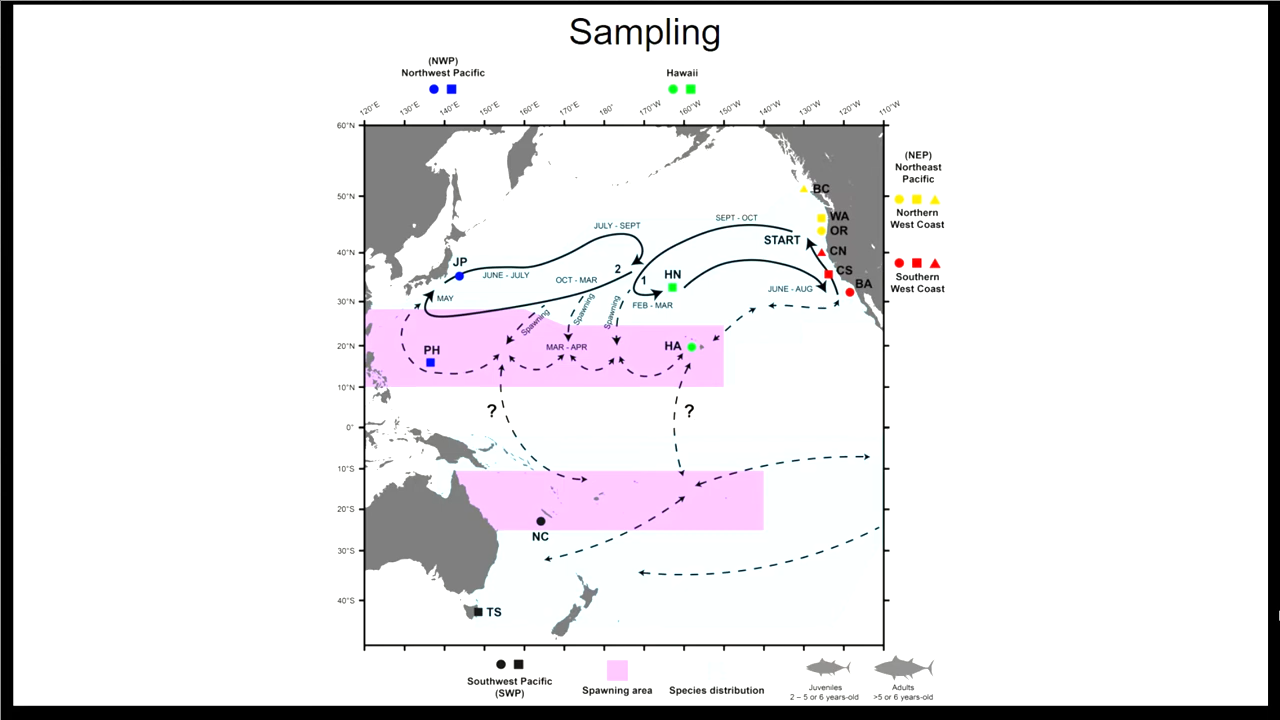 Sampling
(NWP)
Northwest Pacific
Hawaii
120°E 130°E 140°E 150°E 160°E 170°E 180° 170°W 160°W 150°W 140°W 130°W 120°W 110°W
60°N
50°N
40°N
30°N
20°N
10°N
0°
10°S
20°S
30°S
40°S
(NEP)
Northeast
Pacific
Northern
West Coast
Southern
West Coast
BC
WA
OR
CN
CS
BA
START
SEPT - OCT
JULY - SEPT
JP
JUNE - JULY
2
OCT - MAR
1
HN
JUNE - AUG
MAY
FEB - MAR
Spawning
Spawning
Spawning
MAR - APR
HA
PH
?
?
NC
TS
Southwest Pacific
(SWP)
Spawning area
Species distribution
Juveniles
2 – 5 or 6 years-old
Adults
>5 or 6 years-old